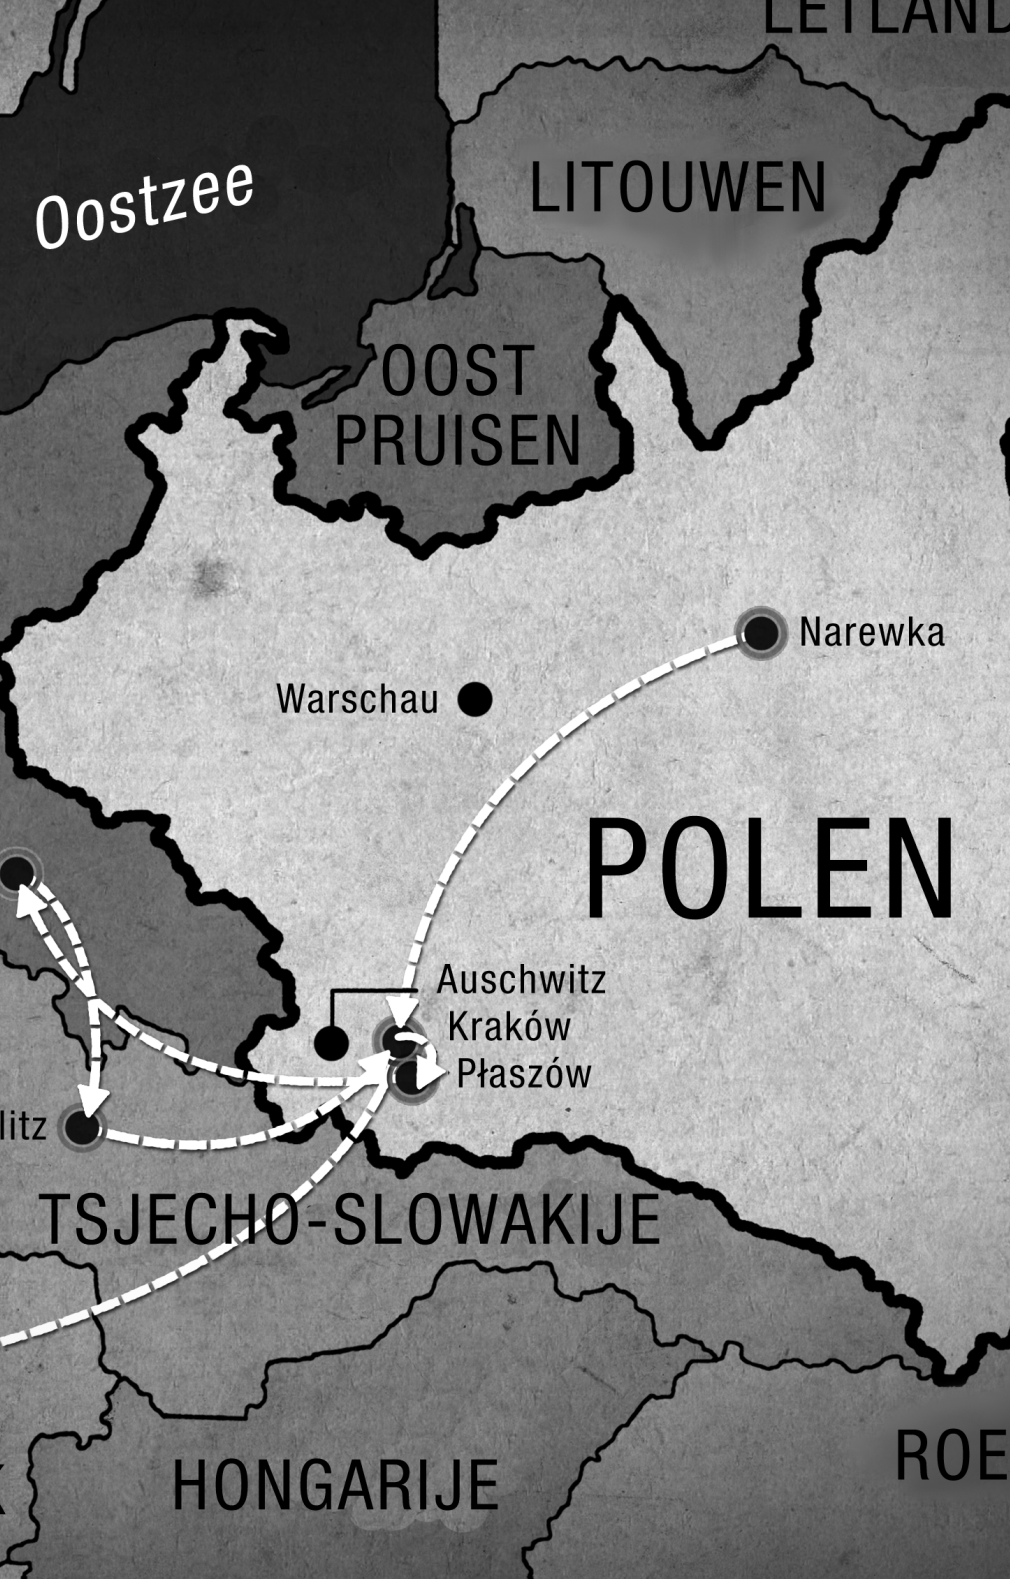 LETLAND
Oostzee
LITOUWEN
OOST
PRUISEN
Narewka
Warschau
POLEN
Auschwitz
Kraków
Płaszów
litz
TSJECHO-SLOWAKIJE
ROE
HONGARIJE